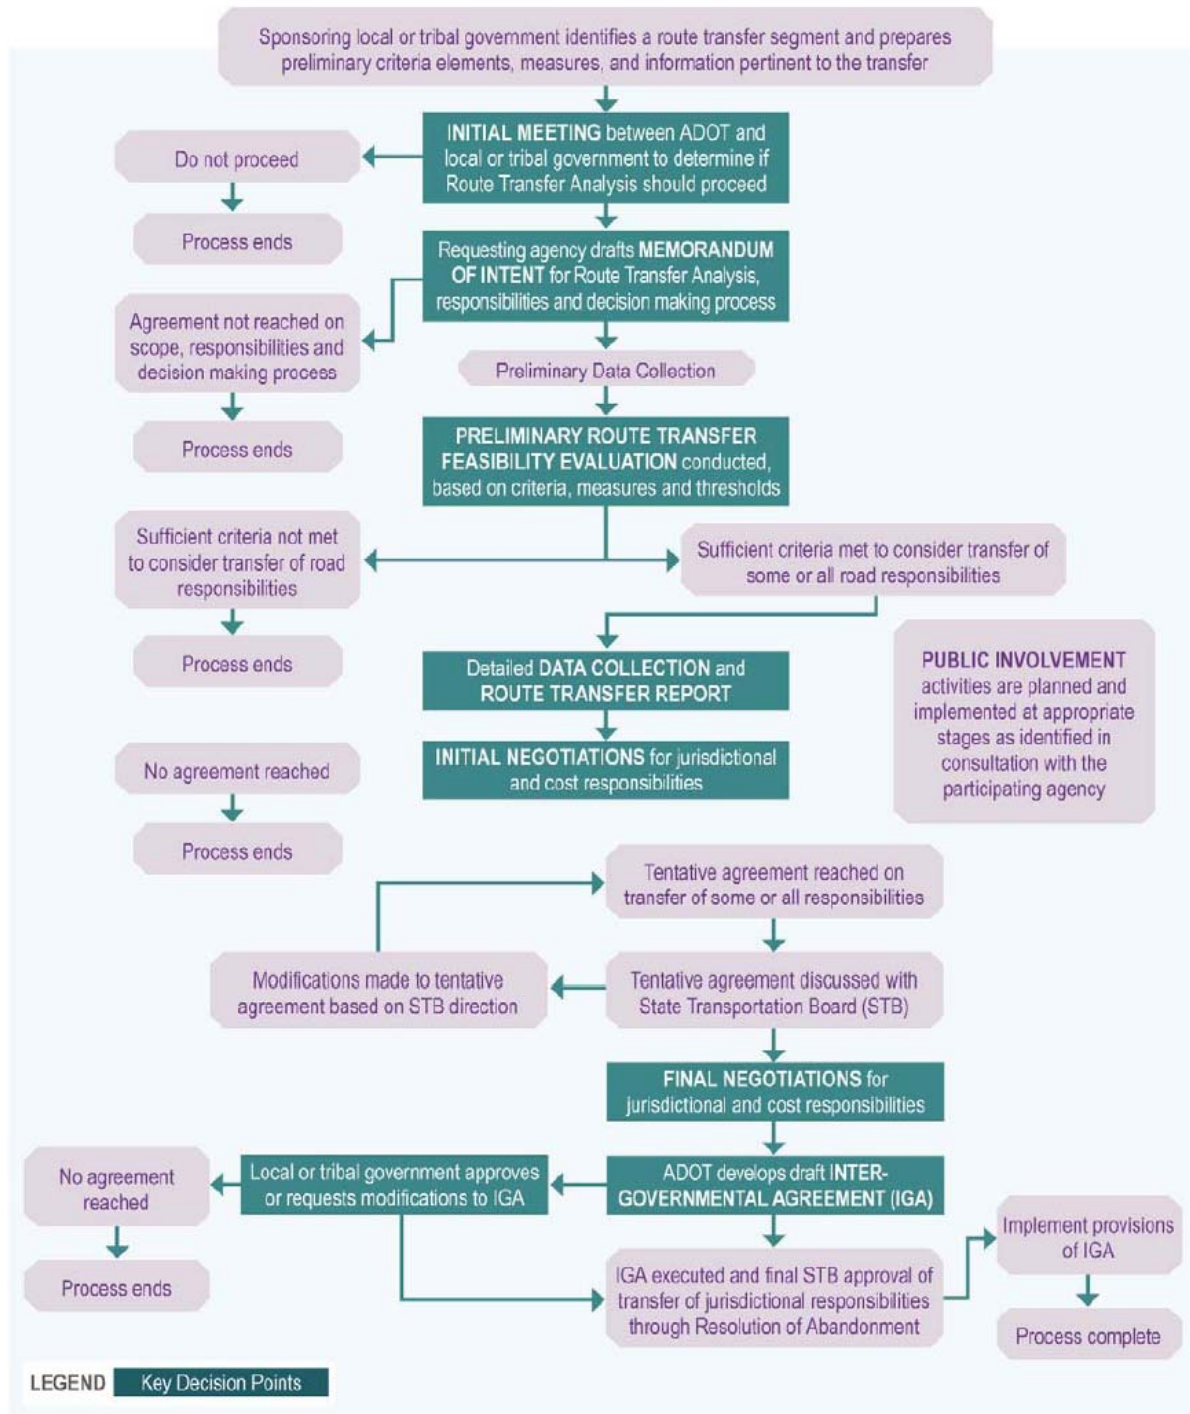 Sponsoring local or tribal government identifies a route transfer segment and prepares
preliminary criteria elements, measures, and information pertinent to the transfer
INITIAL MEETING between ADOT and
local or tribal government to determine if
Route Transfer Analysis should proceed
Do not proceed
Process ends
Requesting agency drafts MEMORANDUM
OF INTENT for Route Transfer Analysis,
responsibilities and decision making process
Agreement not reached on
scope, responsibilities and
decision making process
Process ends
Preliminary Data Collection
PRELIMINARY ROUTE TRANSFER
FEASIBILITY EVALUATION conducted,
based on criteria, measures and thresholds
Sufficient criteria not met
to consider transfer of road
responsibilities
Process ends
Sufficient criteria met to consider transfer of
some or all road responsibilities
Detailed DATA COLLECTION and
ROUTE TRANSFER REPORT
PUBLIC INVOLVEMENT
activities are planned and
implemented at appropriate
stages as identified in
consultation with the
participating agency
INITIAL NEGOTIATIONS for jurisdictional
and cost responsibilities
No agreement reached
Process ends
Tentative agreement reached on
transfer of some or all responsibilities
Modifications made to tentative
agreement based on STB direction
Tentative agreement discussed with
State Transportation Board (STB)
FINAL NEGOTIATIONS for
jurisdictional and cost responsibilities
No agreement
reached
Process ends
Local or tribal government approves
or requests modifications to IGA
ADOT develops draft INTER-
GOVERNMENTAL AGREEMENT (IGA)
IGA executed and final STB approval of
transfer of jurisdictional responsibilities
through Resolution of Abandonment
Implement provisions
of IGA
Process complete
LEGEND Key Decision Points